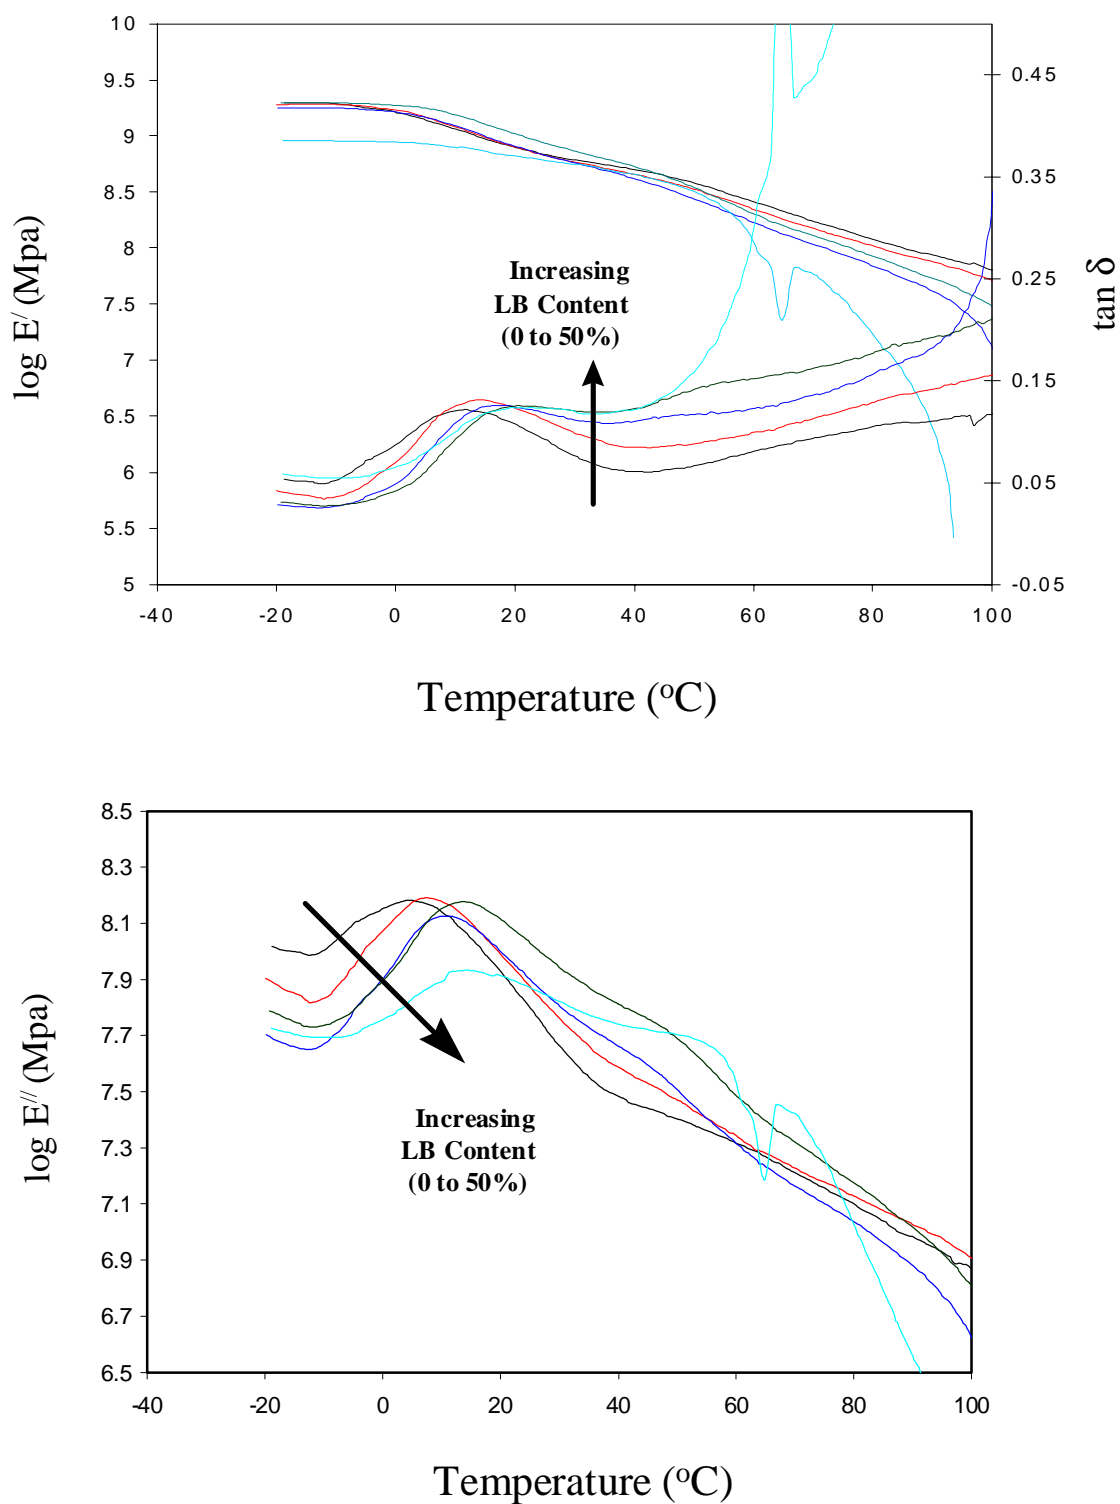 10
9.5
9
8.5
8
7.5
7
6.5
6
5.5
5
log E/ (Mpa)
0.45
0.35
0.25
0.15
0.05
-0.05
tan δ
Increasing
LB Content
(0 to 50%)
-40 -20 0 20 40 60 80 100
Temperature (oC)
8.5
8.3
8.1
7.9
7.7
7.5
7.3
7.1
6.9
6.7
6.5
log E// (Mpa)
Increasing
LB Content
(0 to 50%)
-40 -20 0 20 40 60 80 100
Temperature (oC)